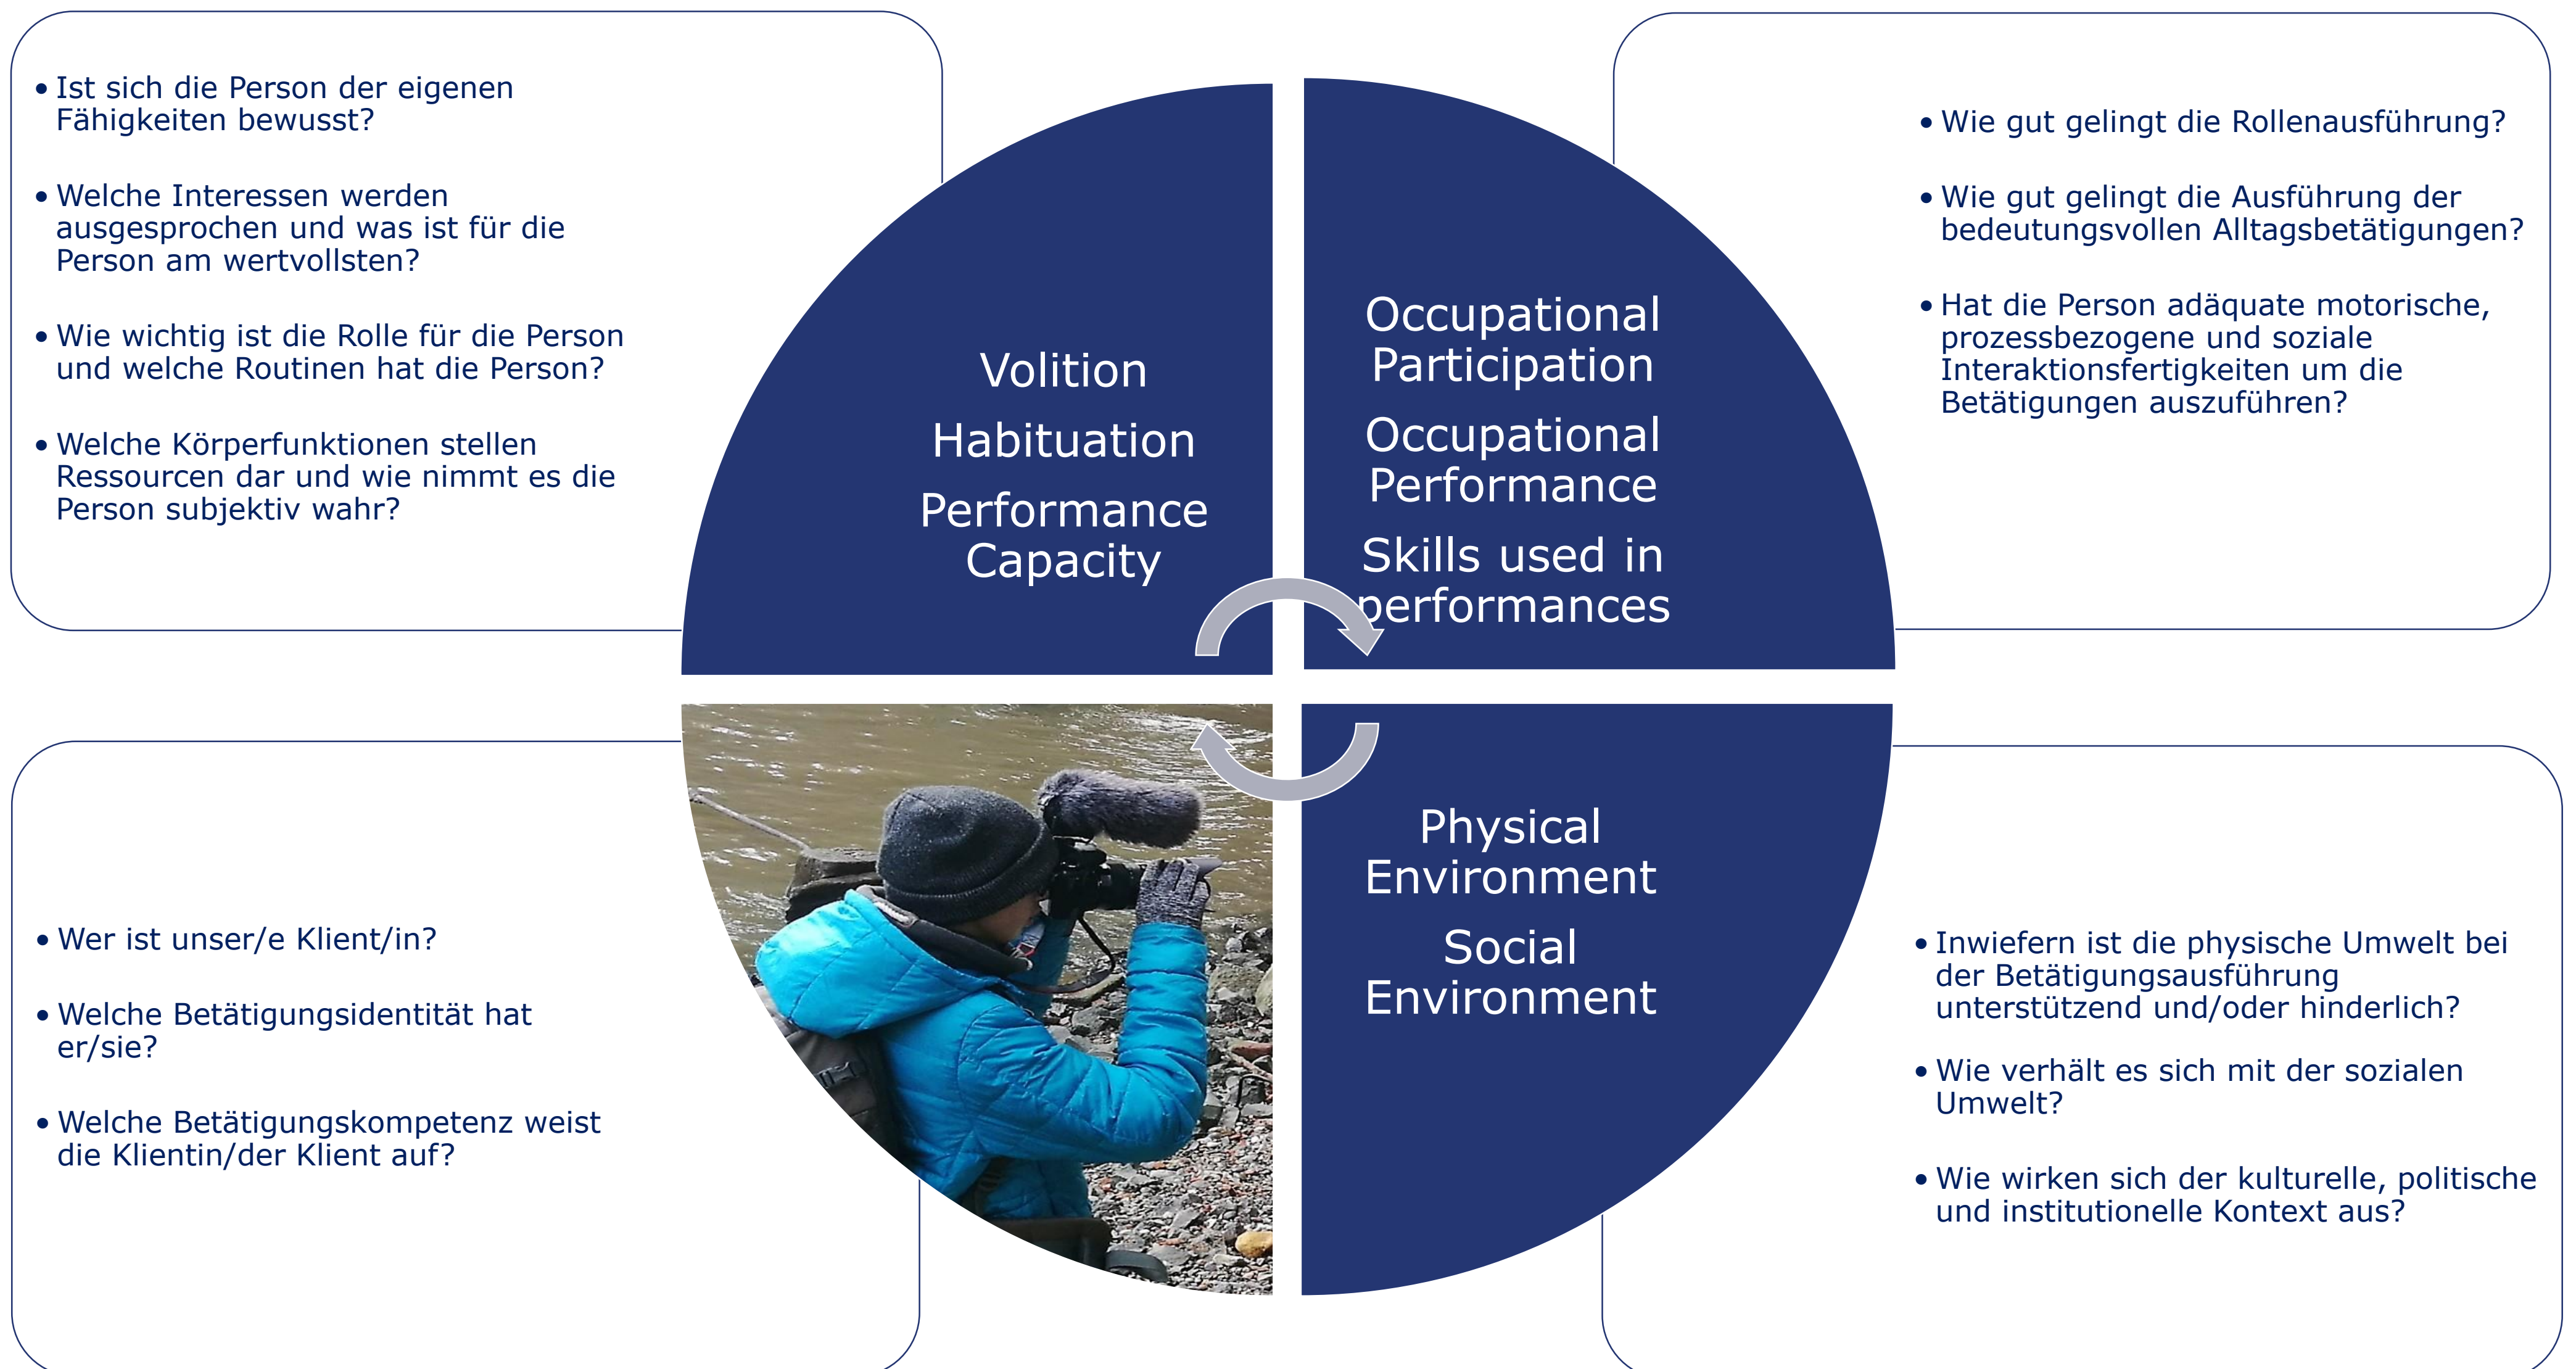 • Ist sich die Person der eigenen
Fähigkeiten bewusst?
• Welche Interessen werden
ausgesprochen und was ist für die
Person am wertvollsten?
• Wie wichtig ist die Rolle für die Person
und welche Routinen hat die Person?
• Welche Körperfunktionen stellen
Ressourcen dar und wie nimmt es die
Person subjektiv wahr?
Volition
Habituation
Performance
Capacity
Occupational
Participation
Occupational
Performance
Skills used in
performances
• Wie gut gelingt die Rollenausführung?
• Wie gut gelingt die Ausführung der
bedeutungsvollen Alltagsbetätigungen?
• Hat die Person adäquate motorische,
prozessbezogene und soziale
Interaktionsfertigkeiten um die
Betätigungen auszuführen?
• Wer ist unser/e Klient/in?
• Welche Betätigungsidentität hat
er/sie?
• Welche Betätigungskompetenz weist
die Klientin/der Klient auf?
Physical
Environment
Social
Environment
• Inwiefern ist die physische Umwelt bei
der Betätigungsausführung
unterstützend und/oder hinderlich?
• Wie verhält es sich mit der sozialen
Umwelt?
• Wie wirken sich der kulturelle, politische
und institutionelle Kontext aus?